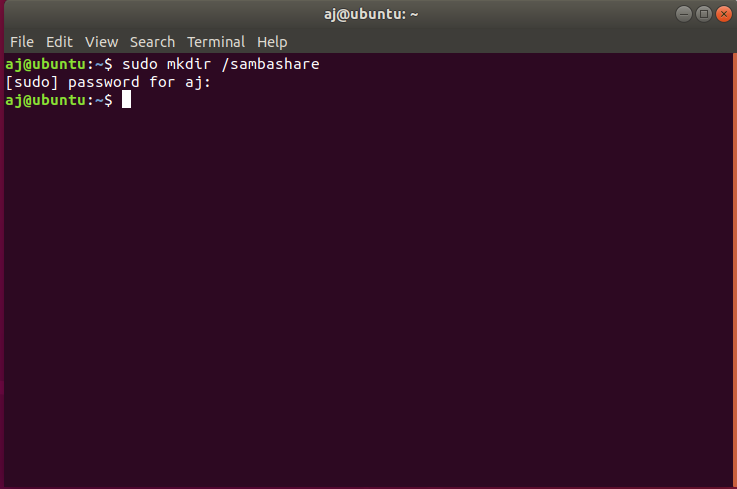 aj@ubuntu: ~
File Edit View Search Terminal Help
aj@ubuntu:~$ sudo mkdir /sambashare
[sudo] password for aj:
aj@ubuntu:~$